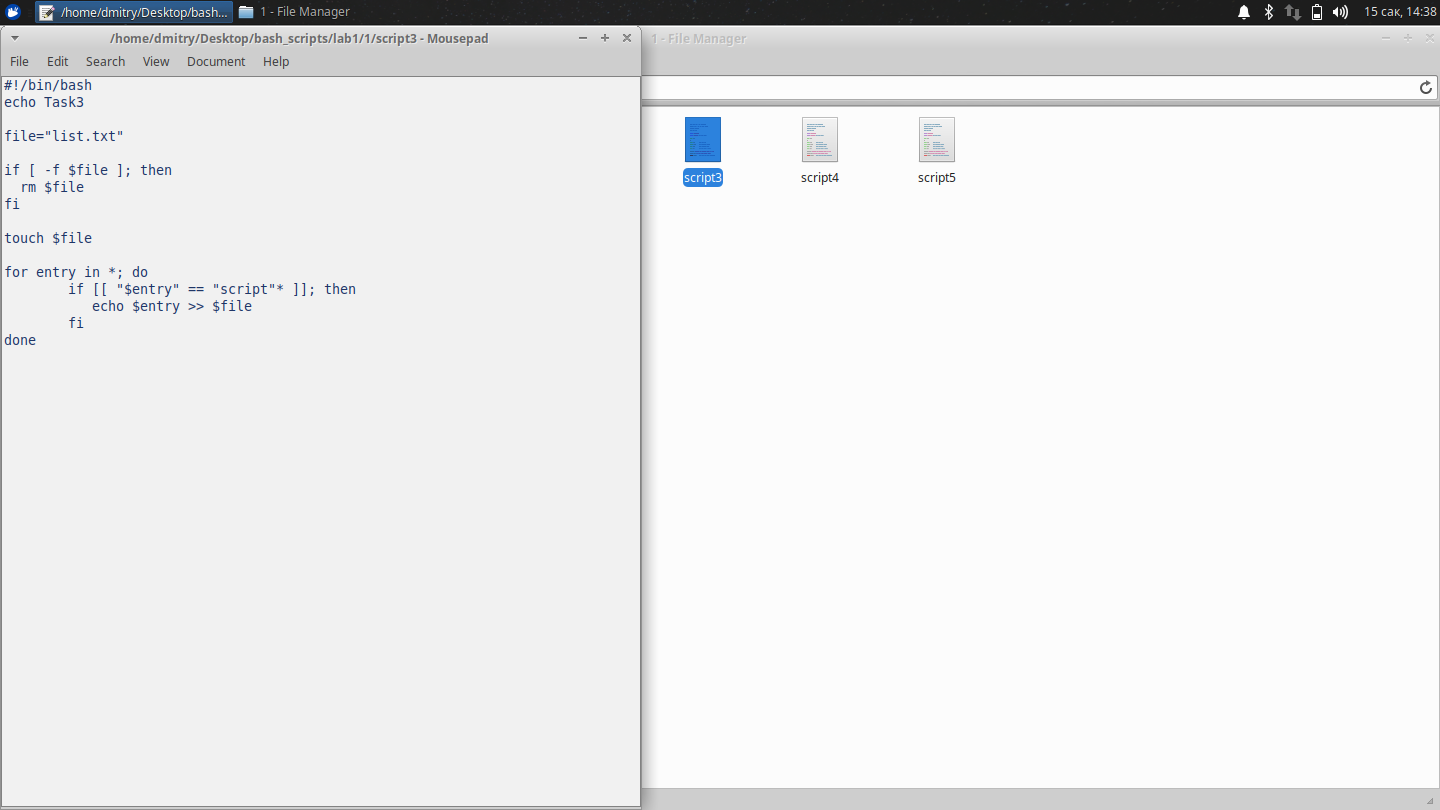 /home/dmitry/Desktop/bash...
1 - File Manager
15 сак, 14:38
/home/dmitry/Desktop/bash_scripts/lab1/1/script3 - Mousepad
File Edit Search View Document Help
#!/bin/bash
echo Task3
file="list.txt"
if [ -f $file ]; then
  rm $file
fi
touch $file
for entry in *; do
        if [[ "$entry" == "script"* ]]; then
           echo $entry >> $file
        fi
done
1 - File Manager
script3
script4
script5